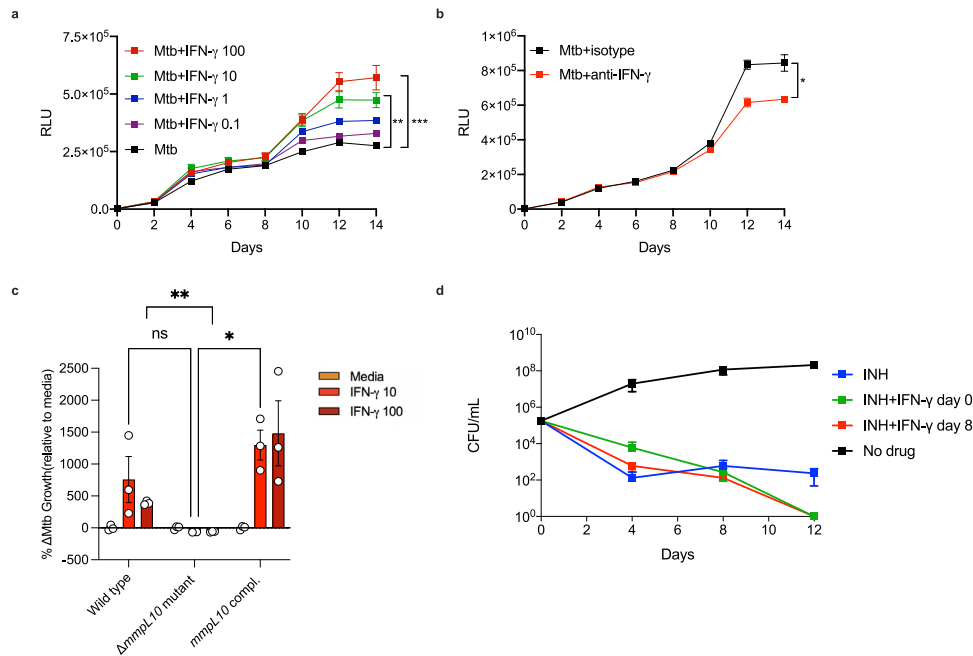 a
7.5×10⁵
5.0×10⁵
2.5×10⁵
0.0
RLU
Mtb+IFN-γ 100
Mtb+IFN-γ 10
Mtb+IFN-γ 1
Mtb+IFN-γ 0.1
Mtb
** ***
0 2 4 6 8 10 12 14
Days
b
1×10⁶
8×10⁵
6×10⁵
4×10⁵
2×10⁵
0
RLU
Mtb+isotype
Mtb+anti-IFN-γ
*
0 2 4 6 8 10 12 14
Days
c
**
ns *
2500
2000
1500
1000
500
0
-500
% ΔMtb Growth(relative to media)
Media
IFN-γ 10
IFN-γ 100
Wild type
ΔmmpL10 mutant
mmpL10 compl.
d
10¹⁰
10⁸
10⁶
10⁴
10²
10⁰
CFU/mL
INH
INH+IFN-γ day 0
INH+IFN-γ day 8
No drug
0 4 8 12
Days